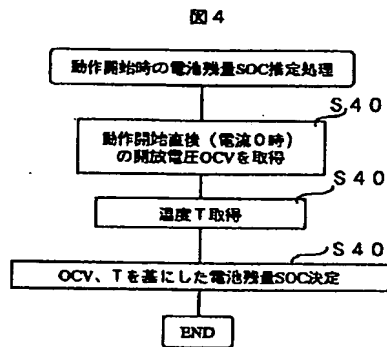 図4
動作開始時の電池残量SOC推定処理
S40
動作開始直後(電流0時)
の開放電圧OCVを取得
S40
温度T取得
S40
OCV、Tを基にした電池残量SOC決定
END